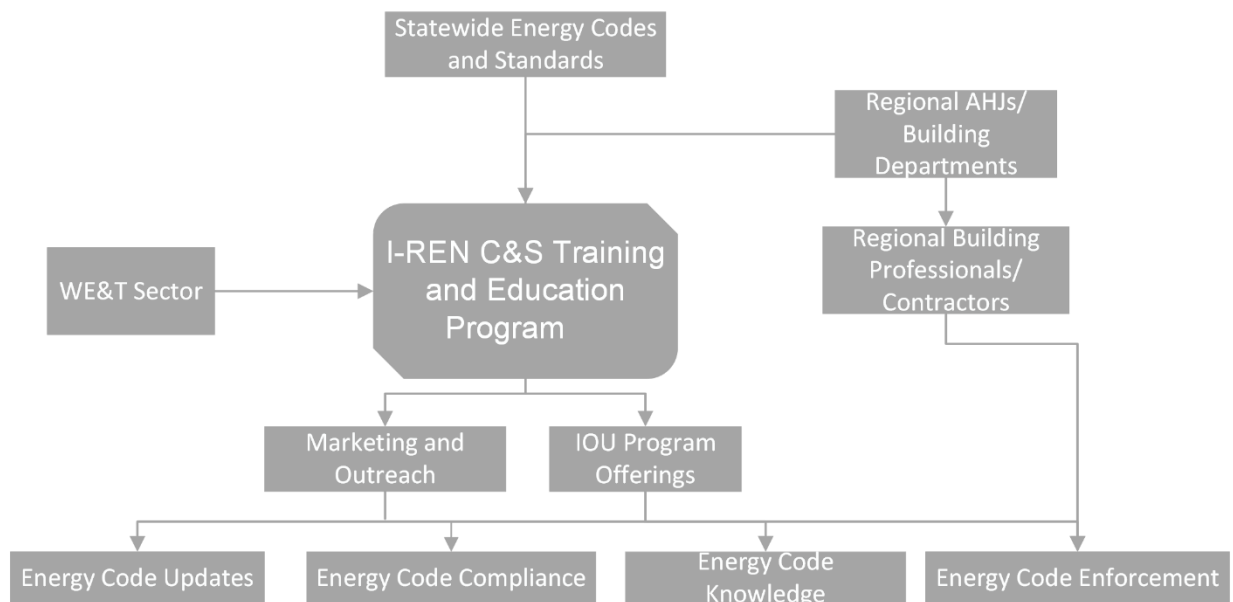 Statewide Energy Codes
and Standards
Regional AHJs/
Building
Departments
I-REN C&S Training
and Education
Program
Regional Building
Professionals/
Contractors
WE&T Sector
Marketing and
Outreach
IOU Program
Offerings
Energy Code Updates
Energy Code Compliance
Energy Code
Knowledge
Energy Code Enforcement